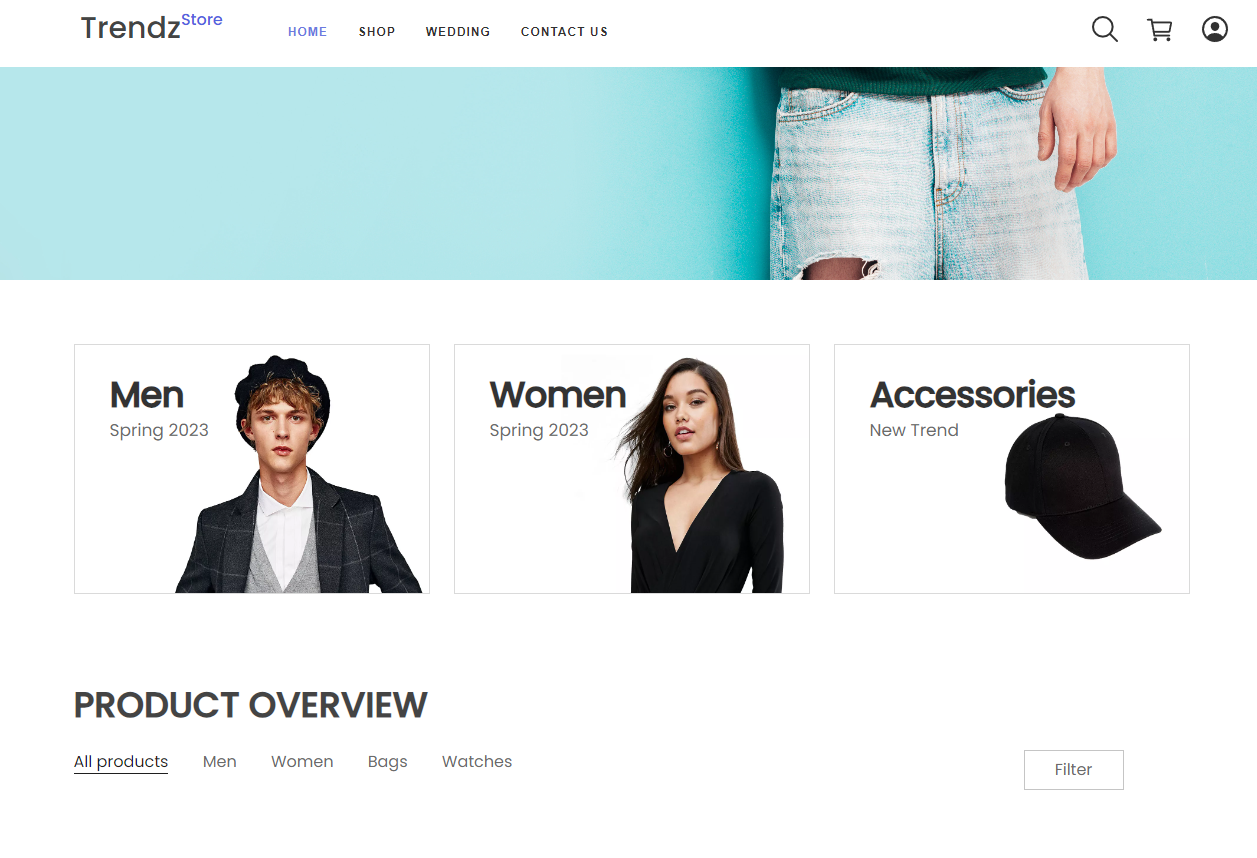 TrendzStore
HOME SHOP WEDDING CONTACT US
Men
Spring 2023
Women
Spring 2023
Accessories
New Trend
PRODUCT OVERVIEW
All products Men Women Bags Watches
Filter